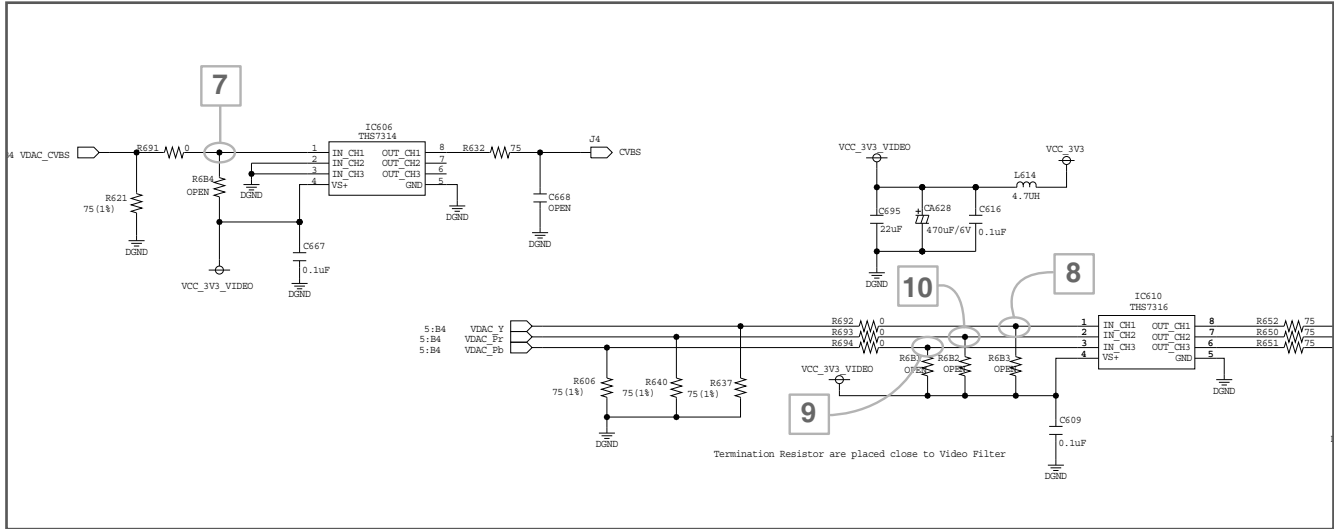 7
IC606
THS7314
J4
4 VDAC_CVBS
R691 0
1 IN_CH1 OUT_CH1 8
R632 75
CVBS
2 IN_CH2 OUT_CH2 7
3 IN_CH3 OUT_CH3 6
4 VS+ GND 5
R6B4
OPEN
DGND
R621
75(1%)
C668
OPEN
DGND
DGND
C667
0.1uF
DGND
DGND
VCC_3V3_VIDEO
DGND
VCC_3V3_VIDEO
VCC_3V3
L614
4.7UH
C695
22uF
CA628
470uF/6V
C616
0.1uF
DGND
10
8
IC610
THS7316
5:B4 VDAC_Y
5:B4 VDAC_Pr
5:B4 VDAC_Pb
R692 0
R693 0
R694 0
1 IN_CH1 OUT_CH1 8
2 IN_CH2 OUT_CH2 7
3 IN_CH3 OUT_CH3 6
4 VS+ GND 5
R652 75
R650 75
R651 75
R6B2
OPEN
R6B3
OPEN
VCC_3V3_VIDEO
DGND
R606
75(1%)
R640
75(1%)
R637
75(1%)
9
DGND
C609
0.1uF
DGND
Termination Resistor are placed close to Video Filter